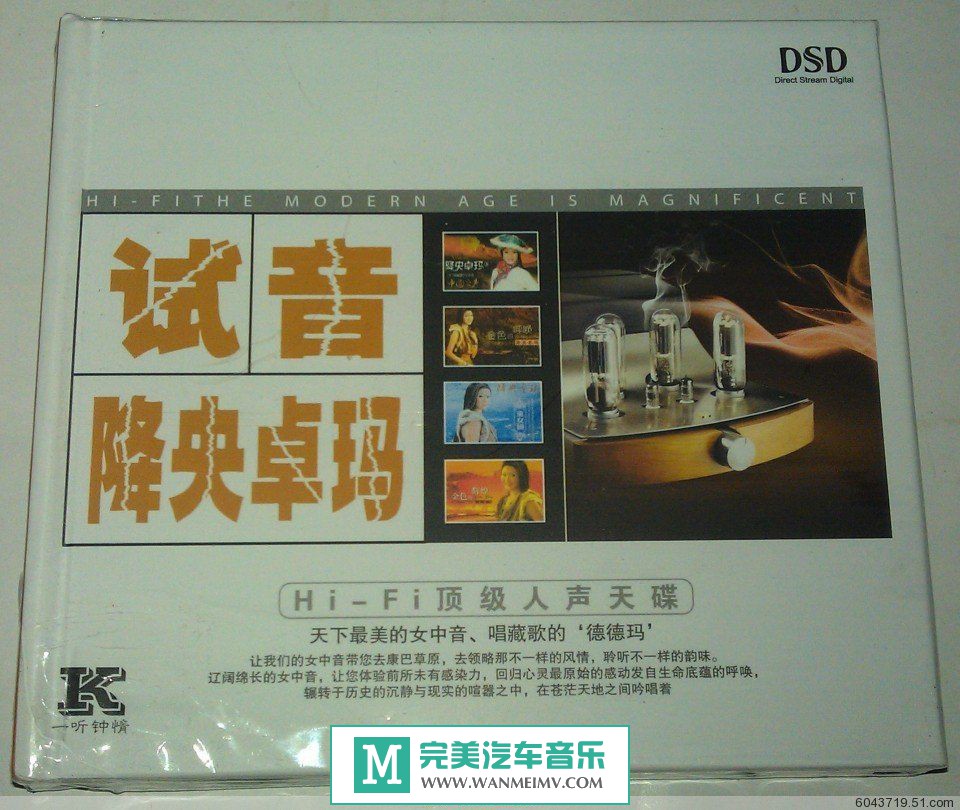 DSD
Direct Stream Digital
HI-FITHE MODERN AGE IS MAGNIFICENT
试音
降央卓玛
降央卓玛
金色
Hi-Fi顶级人声天碟
天下最美的女中音、唱藏歌的‘德德玛’
让我们的女中音带您去康巴草原，去领略那不一样的风情，聆听不一样的韵味。
辽阔绵长的女中音，让您体验前所未有感染力，回归心灵最原始的感动发自生命底蕴的呼唤，
辗转于历史的沉静与现实的喧嚣之中，在苍茫天地之间吟唱着
K
一听钟情
M 完美汽车音乐
WWW.WANMEIMV.COM
6043719.51.com